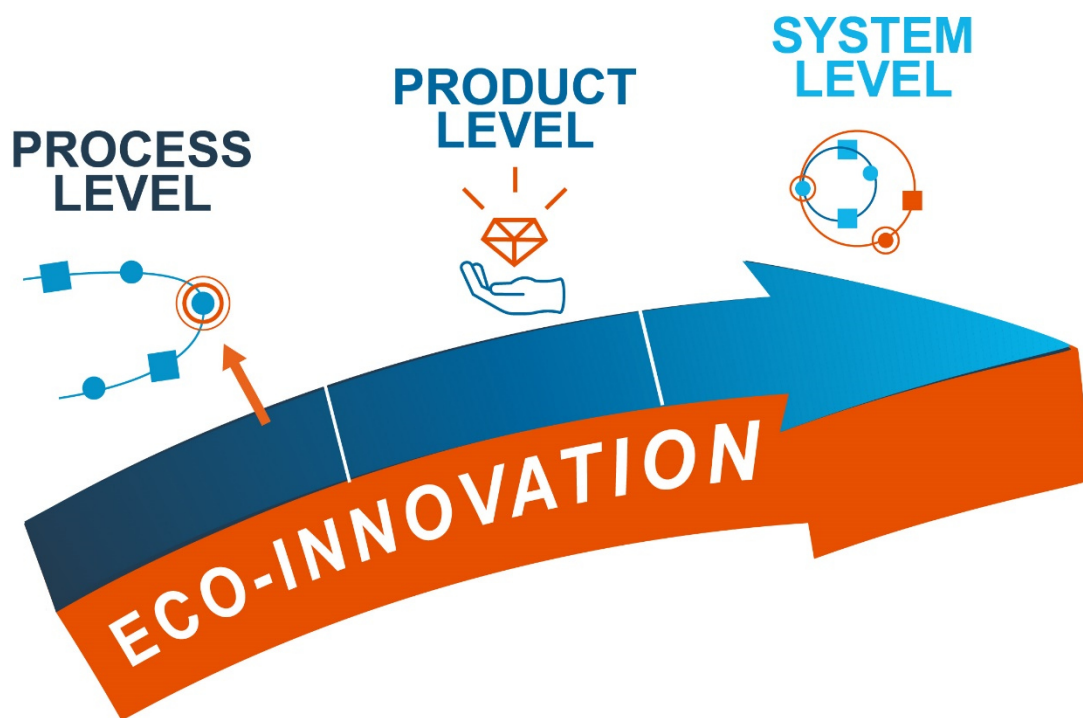 PROCESS
LEVEL
PRODUCT
LEVEL
SYSTEM
LEVEL
ECO-INNOVATION